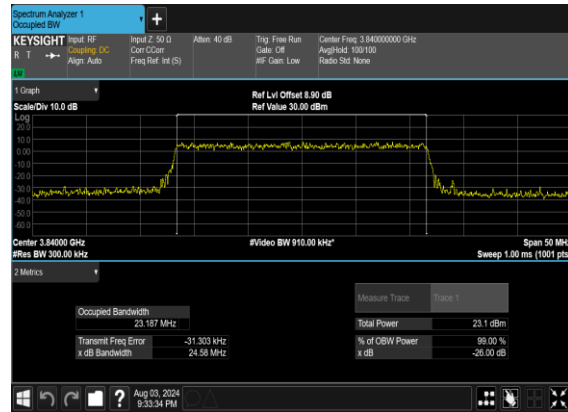 Spectrum Analyzer 1
Occupied BW
+
KEYSIGHT Input: RF Input Z: 50 Ω Atten: 40 dB Trig: Free Run Center Freq: 3.840000000 GHz
R T Coupling: DC Corr CCorr Gate: Off Avg|Hold: 100/100
Align: Auto Freq Ref: Int (S) #IF Gain: Low Radio Std: None
LW
1 Graph
Ref Lvl Offset 8.90 dB
Scale/Div 10.0 dB Ref Value 30.00 dBm
Log
20.0
10.0
0.00
-10.0
-20.0
-30.0
-40.0
-50.0
-60.0
Center 3.84000 GHz #Video BW 910.00 kHz* Span 50 MHz
#Res BW 300.00 kHz Sweep 1.00 ms (1001 pts
2 Metrics
Measure Trace Trace 1
Occupied Bandwidth
23.187 MHz Total Power 23.1 dBm
Transmit Freq Error -31.303 kHz % of OBW Power 99.00 %
x dB Bandwidth 24.58 MHz x dB -26.00 dB
? Aug 03, 2024
9:33:34 PM